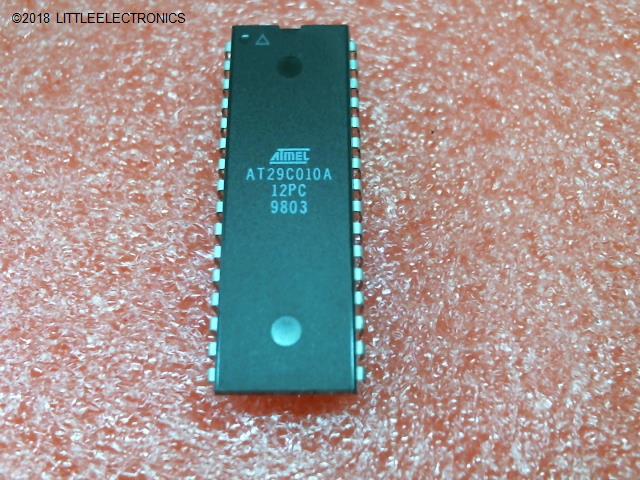 ©2018 LITTLEELECTRONICS
ATMEL
AT29C010A
12PC
9803